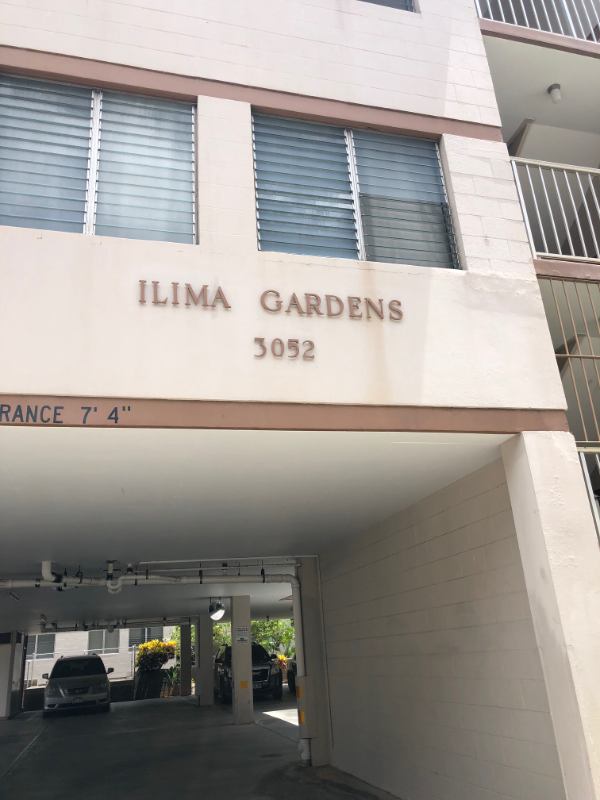 ILIMA GARDENS
3052
RANCE 7' 4"